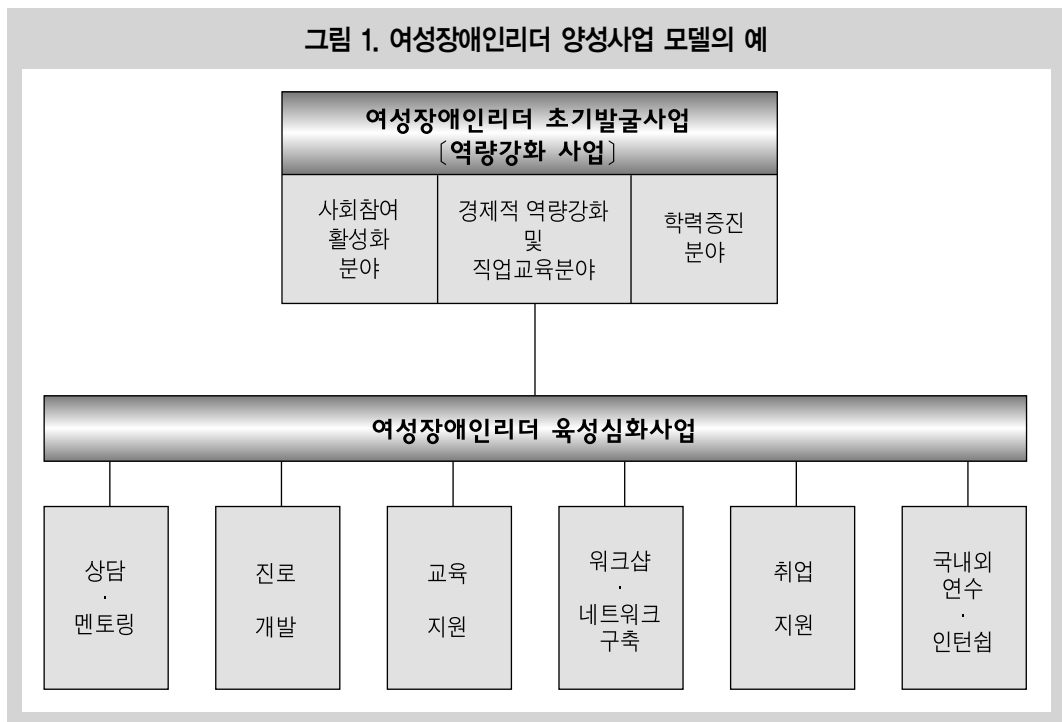 그림 1. 여성장애인리더 양성사업 모델의 예
여성장애인리더 초기발굴사업
〔역량강화 사업〕
사회참여
활성화
분야
경제적 역량강화
및
직업교육분야
학력증진
분야
여성장애인리더 육성심화사업
상담
·
멘토링
진로
개발
교육
지원
워크샵
·
네트워크
구축
취업
지원
국내외
연수
·
인턴쉽